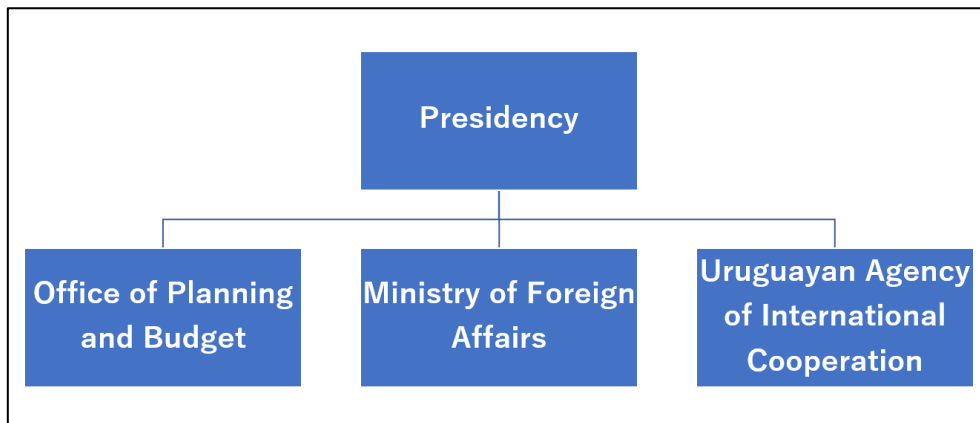 Presidency
Office of Planning
and Budget
Ministry of Foreign
Affairs
Uruguayan Agency
of International
Cooperation